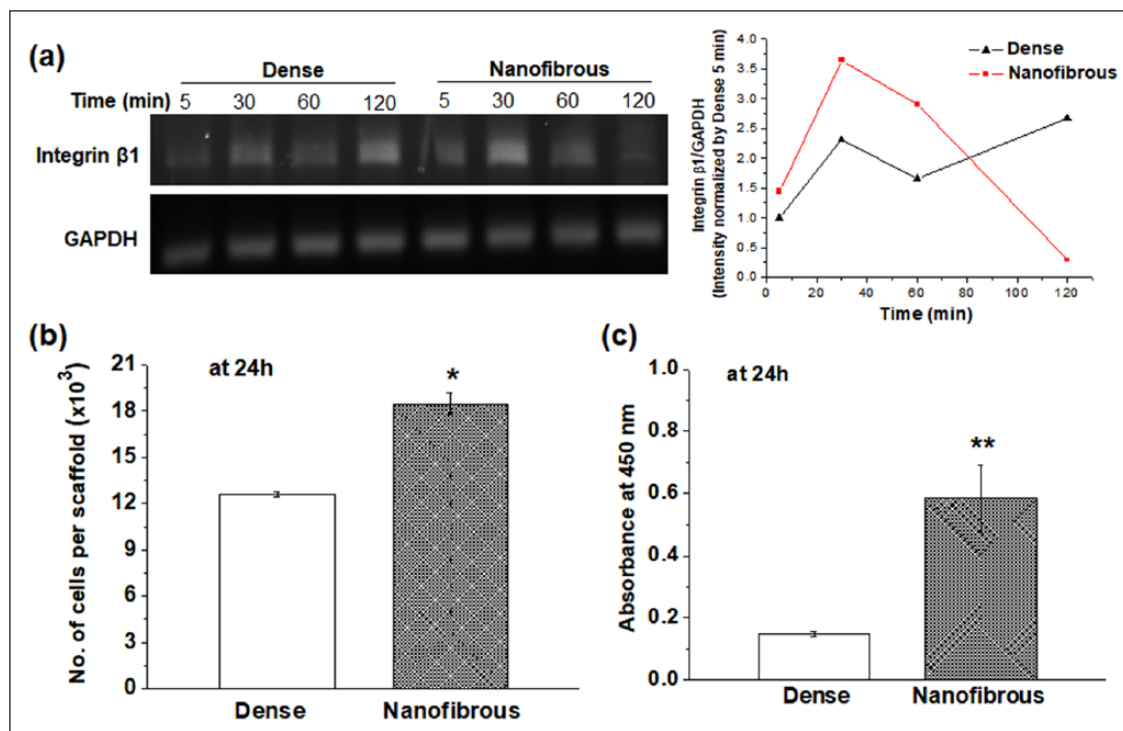 (a)
Dense Nanofibrous
Time (min) 5 30 60 120 5 30 60 120
Integrin β1
GAPDH
Dense
Nanofibrous
Integrin β1/GAPDH
(Intensity normalized by Dense 5 min)
4.0
3.5
3.0
2.5
2.0
1.5
1.0
0.5
0.0
0 20 40 60 80 100 120
Time (min)
(b)
at 24h
No. of cells per scaffold (x10³)
21
18
15
12
9
6
3
0
*
Dense Nanofibrous
(c)
at 24h
Absorbance at 450 nm
1.0
0.8
0.6
0.4
0.2
0.0
**
Dense Nanofibrous